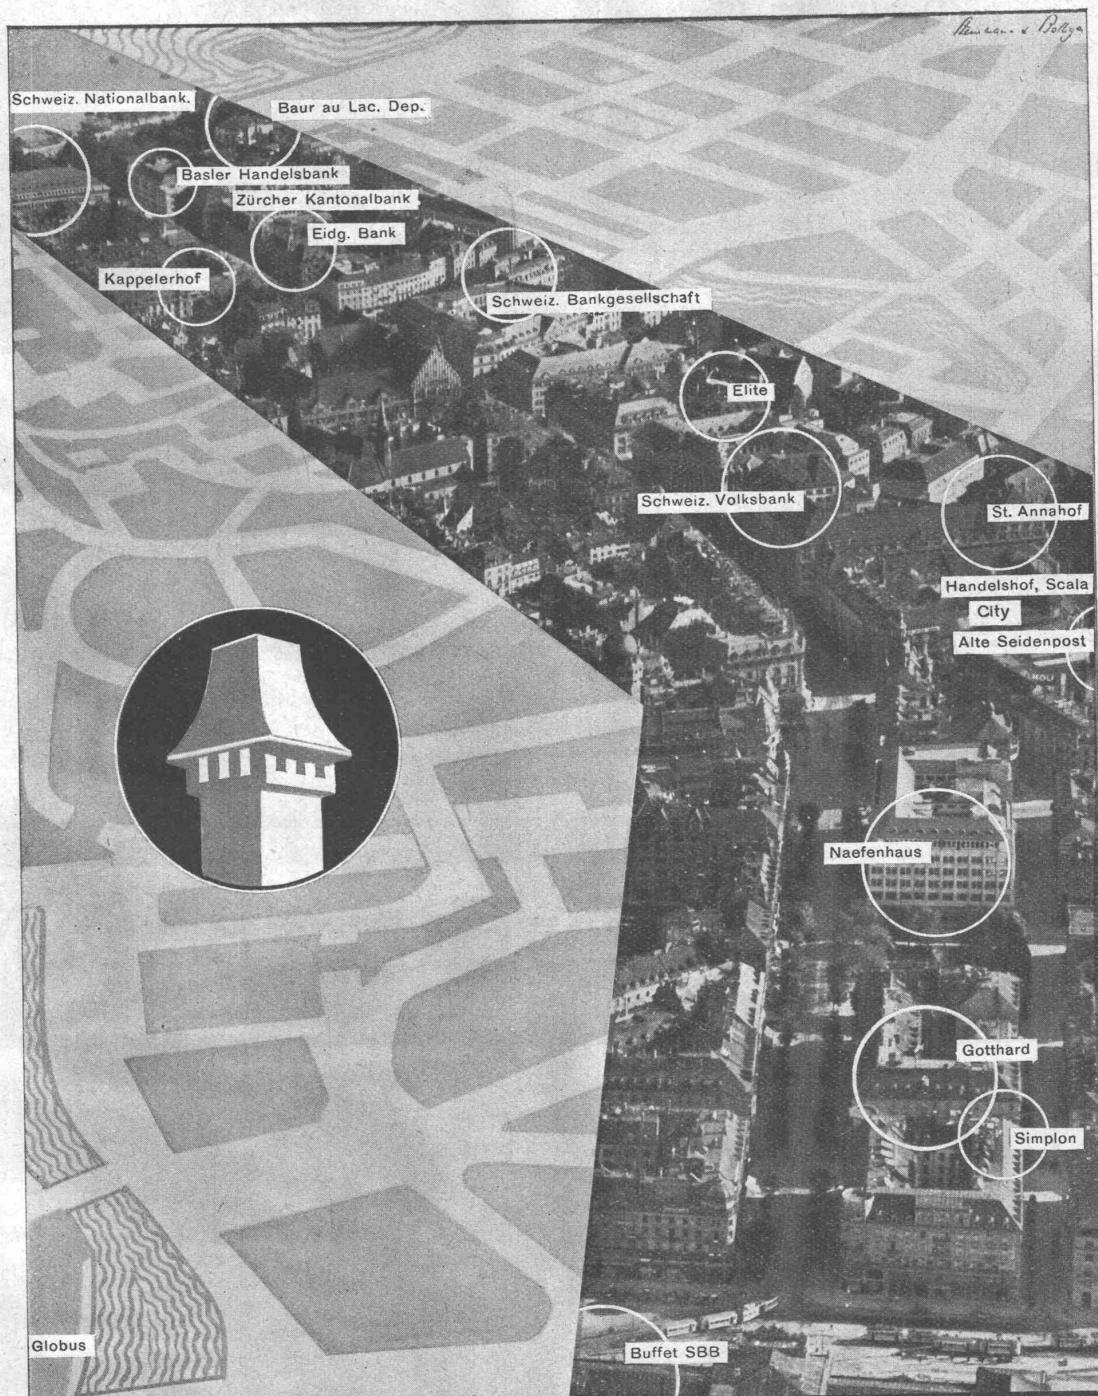 Schweiz. Nationalbank.
Baur au Lac. Dep.
Basler Handelsbank
Zürcher Kantonalbank
Eidg. Bank
Kappelerhof
Schweiz. Bankgesellschaft
Elite
Schweiz. Volksbank
St. Annahof
Handelshof, Scala
City
Alte Seidenpost
Naefenhaus
Gotthard
Simplon
Globus
Buffet SBB